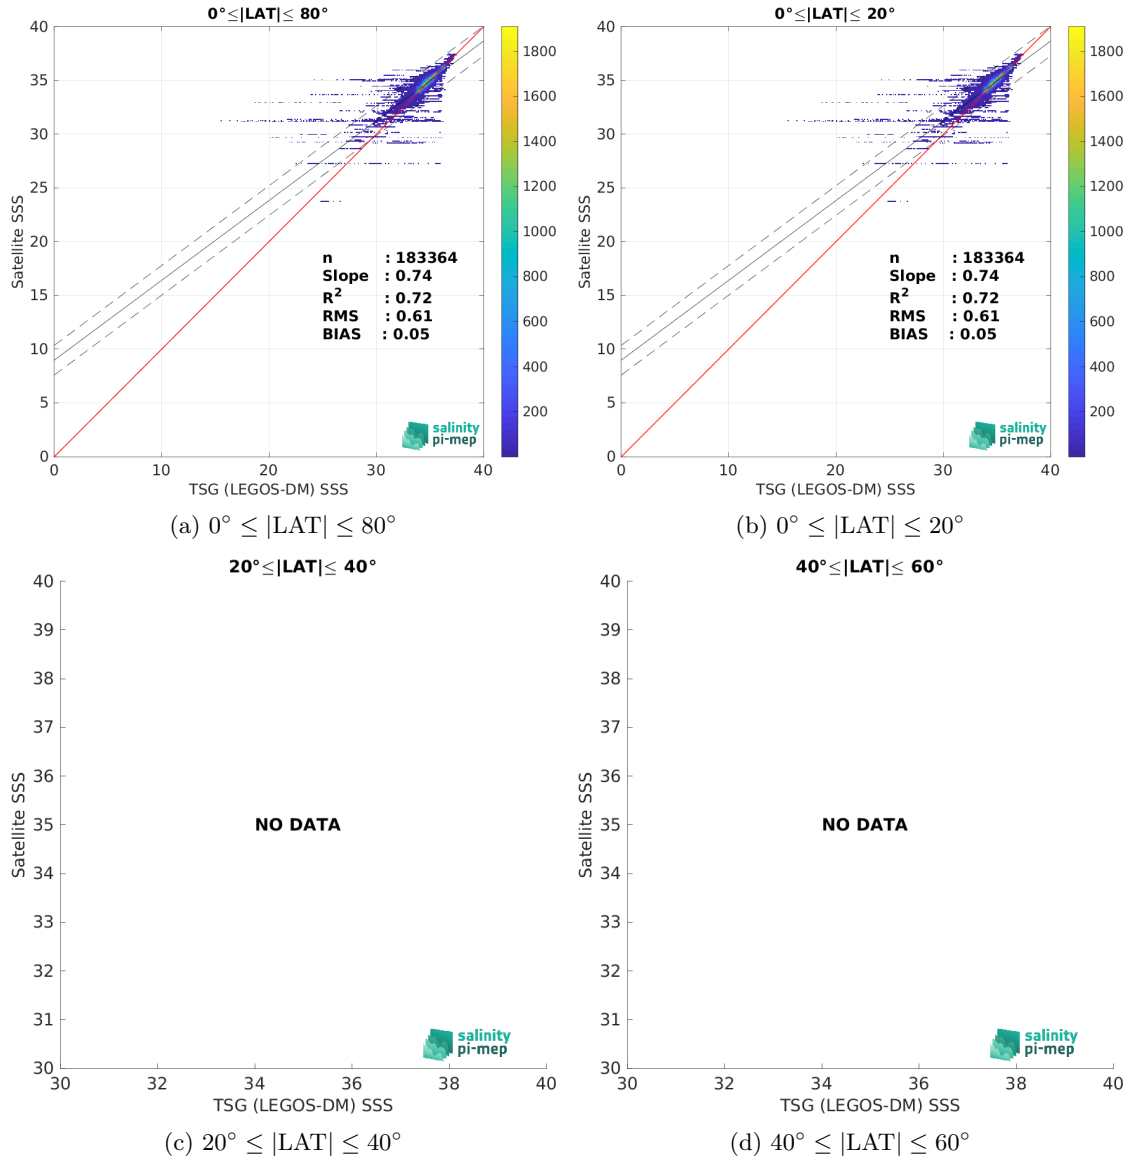 0°≤|LAT|≤ 80°
40
35
30
25
20
15
10
5
0
Satellite SSS
0
10
20
30
40
TSG (LEGOS-DM) SSS
1800
1600
1400
1200
1000
800
600
400
200
n : 183364
Slope : 0.74
R² : 0.72
RMS : 0.61
BIAS : 0.05
salinity
pi-mep
(a) 0° ≤ |LAT| ≤ 80°
0°≤|LAT|≤ 20°
40
35
30
25
20
15
10
5
0
Satellite SSS
0
10
20
30
40
TSG (LEGOS-DM) SSS
1800
1600
1400
1200
1000
800
600
400
200
n : 183364
Slope : 0.74
R² : 0.72
RMS : 0.61
BIAS : 0.05
salinity
pi-mep
(b) 0° ≤ |LAT| ≤ 20°
20°≤|LAT|≤ 40°
40
39
38
37
36
35
34
33
32
31
30
Satellite SSS
NO DATA
salinity
pi-mep
30
32
34
36
38
40
TSG (LEGOS-DM) SSS
(c) 20° ≤ |LAT| ≤ 40°
40°≤|LAT|≤ 60°
40
39
38
37
36
35
34
33
32
31
30
Satellite SSS
NO DATA
salinity
pi-mep
30
32
34
36
38
40
TSG (LEGOS-DM) SSS
(d) 40° ≤ |LAT| ≤ 60°